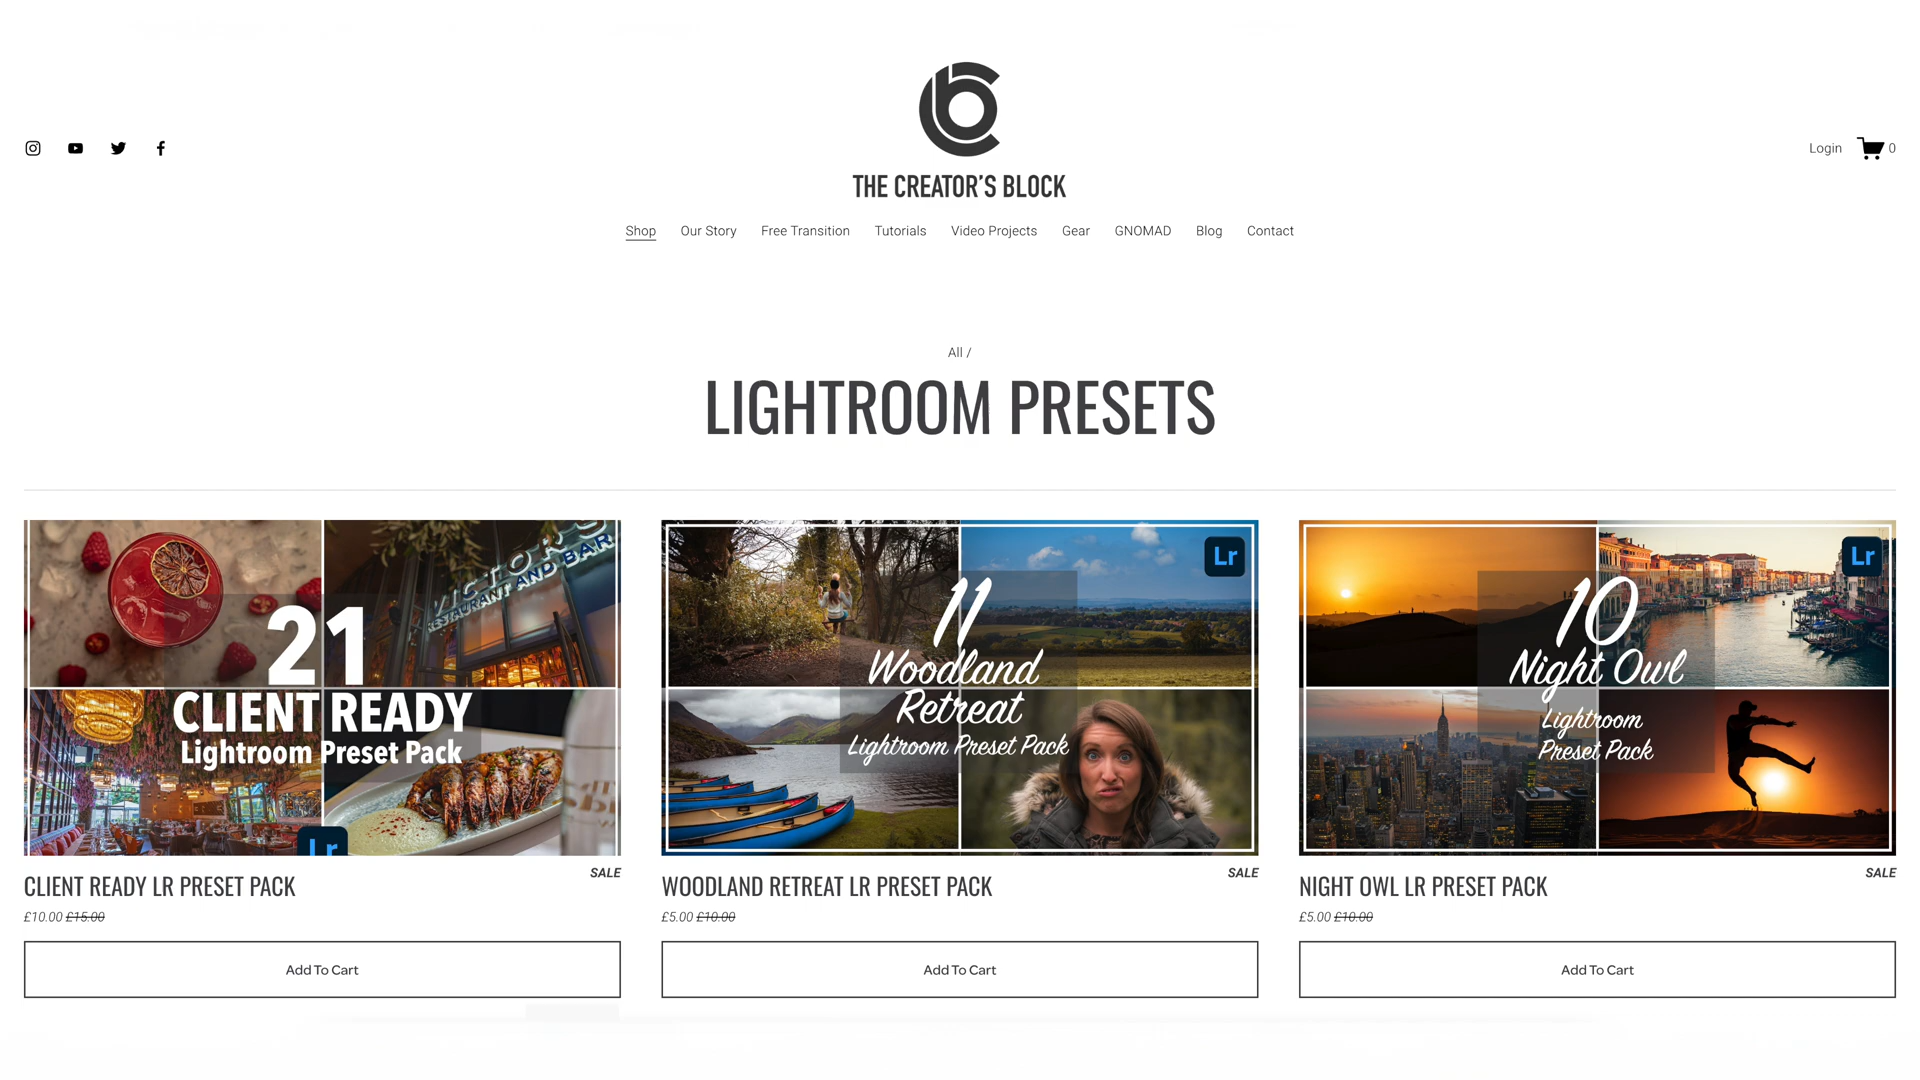 THE CREATOR'S BLOCK
Login 0
Shop Our Story Free Transition Tutorials Video Projects Gear GNOMAD Blog Contact
All /
LIGHTROOM PRESETS
VICTOR'S
RESTAURANT AND BAR
21
CLIENT READY
Lightroom Preset Pack
Lr
SALE
CLIENT READY LR PRESET PACK
£10.00 £15.00
Add To Cart
Lr
11
Woodland
Retreat
Lightroom Preset Pack
SALE
WOODLAND RETREAT LR PRESET PACK
£5.00 £10.00
Add To Cart
Lr
10
Night Owl
Lightroom
Preset Pack
SALE
NIGHT OWL LR PRESET PACK
£5.00 £10.00
Add To Cart